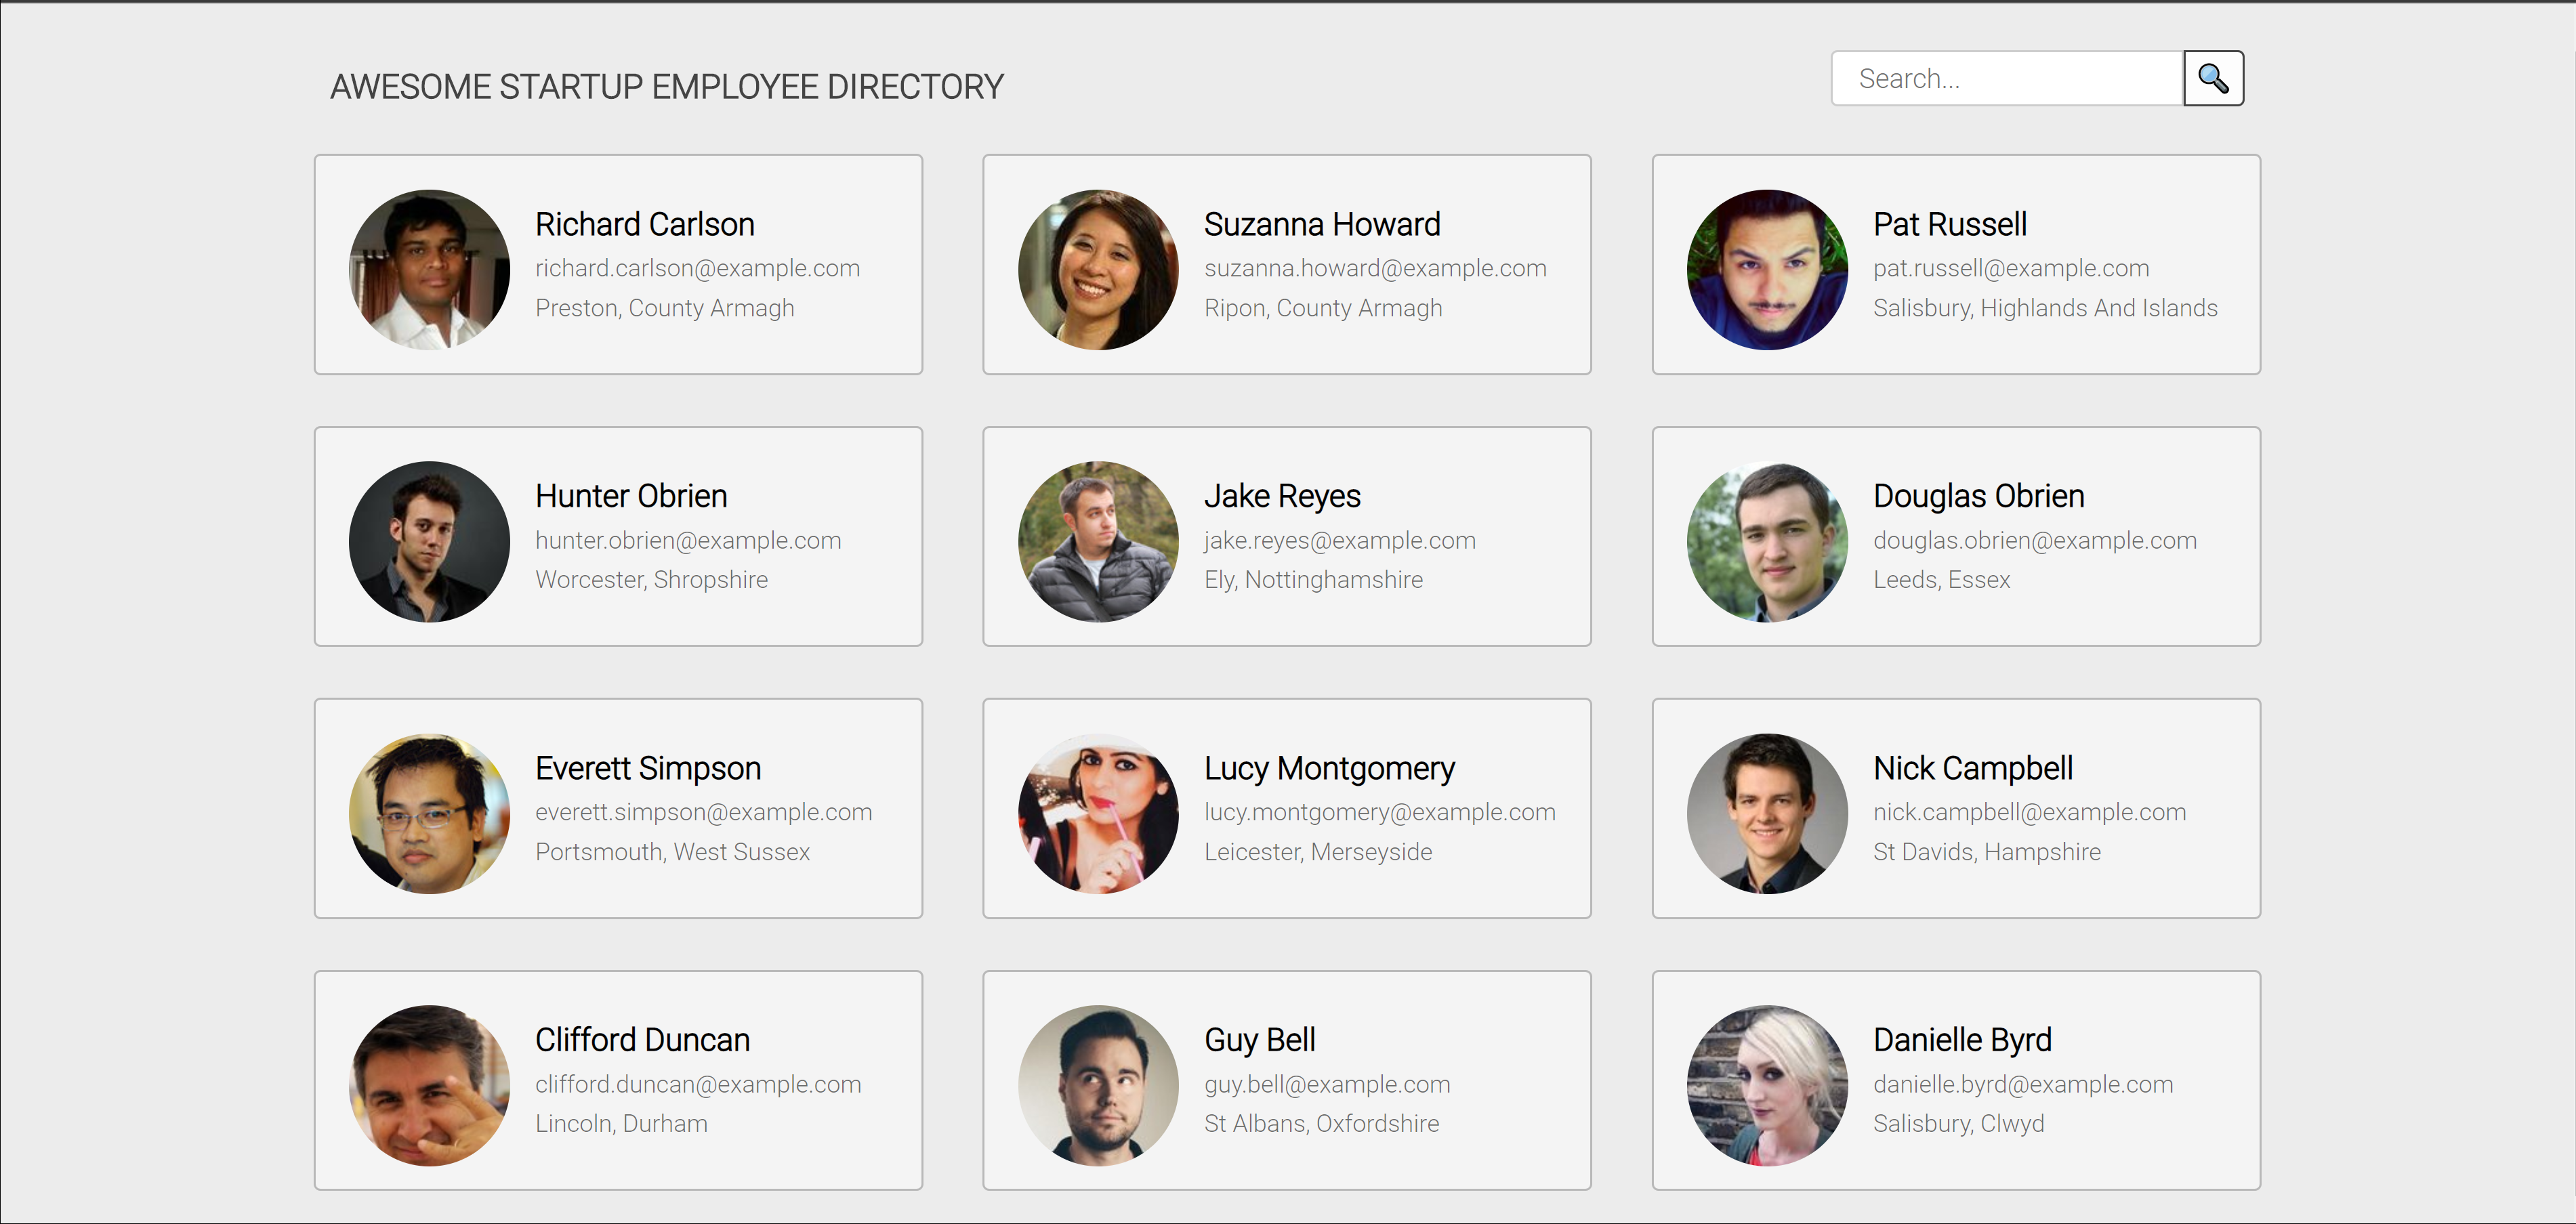 AWESOME STARTUP EMPLOYEE DIRECTORY
Search...
Richard Carlson
richard.carlson@example.com
Preston, County Armagh
Suzanna Howard
suzanna.howard@example.com
Ripon, County Armagh
Pat Russell
pat.russell@example.com
Salisbury, Highlands And Islands
Hunter Obrien
hunter.obrien@example.com
Worcester, Shropshire
Jake Reyes
jake.reyes@example.com
Ely, Nottinghamshire
Douglas Obrien
douglas.obrien@example.com
Leeds, Essex
Everett Simpson
everett.simpson@example.com
Portsmouth, West Sussex
Lucy Montgomery
lucy.montgomery@example.com
Leicester, Merseyside
Nick Campbell
nick.campbell@example.com
St Davids, Hampshire
Clifford Duncan
clifford.duncan@example.com
Lincoln, Durham
Guy Bell
guy.bell@example.com
St Albans, Oxfordshire
Danielle Byrd
danielle.byrd@example.com
Salisbury, Clwyd